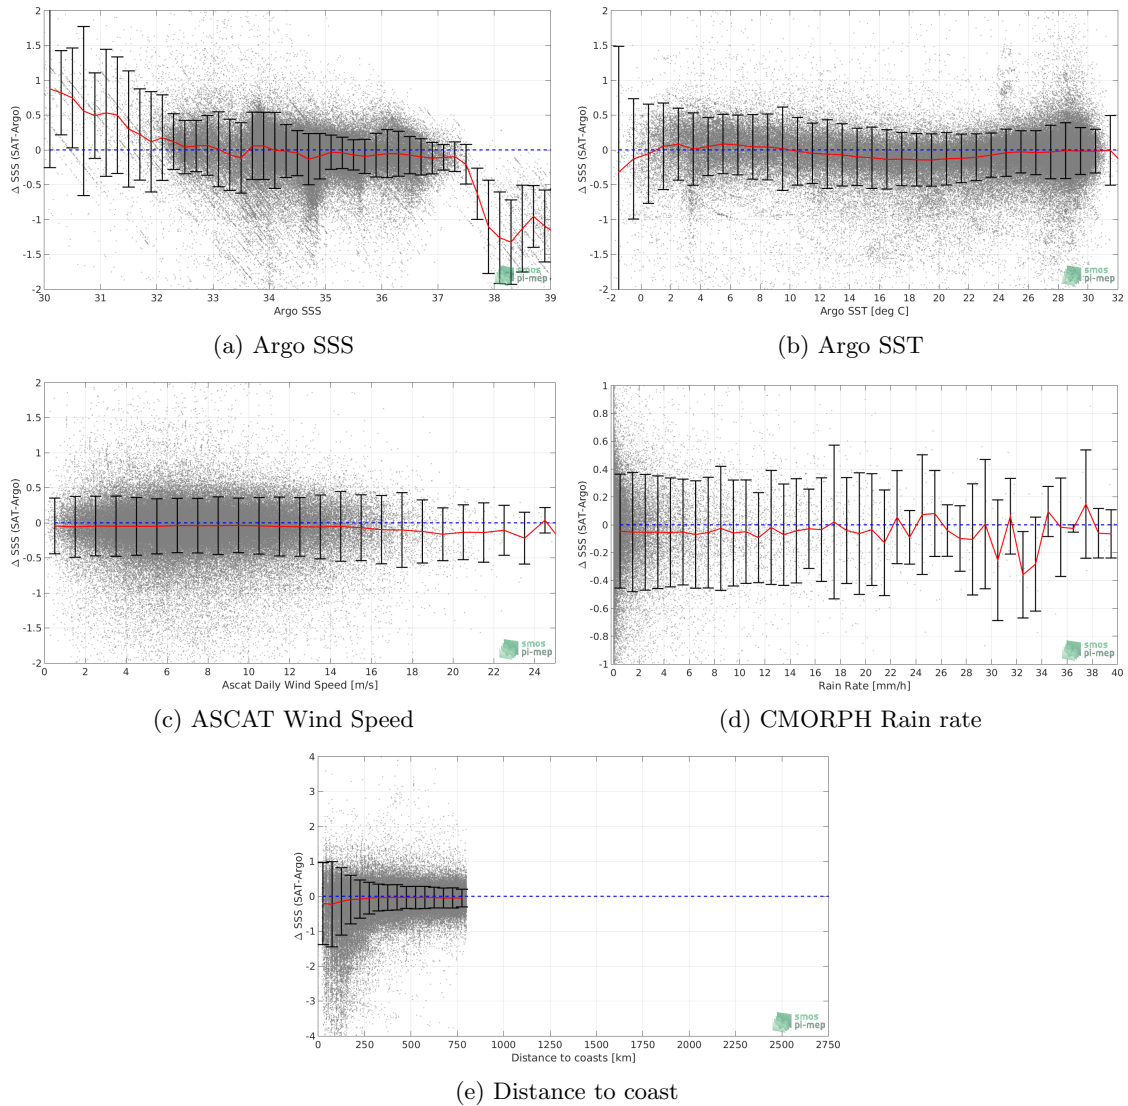 2
1.5
1
0.5
0
-0.5
-1
-1.5
-2
Δ SSS (SAT-Argo)
30 31 32 33 34 35 36 37 38 39
Argo SSS
smos
pi-mep
(a) Argo SSS
2
1.5
1
0.5
0
-0.5
-1
-1.5
-2
Δ SSS (SAT-Argo)
-2 0 2 4 6 8 10 12 14 16 18 20 22 24 26 28 30 32
Argo SST [deg C]
smos
pi-mep
(b) Argo SST
2
1.5
1
0.5
0
-0.5
-1
-1.5
-2
Δ SSS (SAT-Argo)
0 2 4 6 8 10 12 14 16 18 20 22 24
Ascat Daily Wind Speed [m/s]
smos
pi-mep
(c) ASCAT Wind Speed
1
0.8
0.6
0.4
0.2
0
-0.2
-0.4
-0.6
-0.8
-1
Δ SSS (SAT-Argo)
0 2 4 6 8 10 12 14 16 18 20 22 24 26 28 30 32 34 36 38 40
Rain Rate [mm/h]
smos
pi-mep
(d) CMORPH Rain rate
4
3
2
1
0
-1
-2
-3
-4
Δ SSS (SAT-Argo)
0 250 500 750 1000 1250 1500 1750 2000 2250 2500 2750
Distance to coasts [km]
smos
pi-mep
(e) Distance to coast